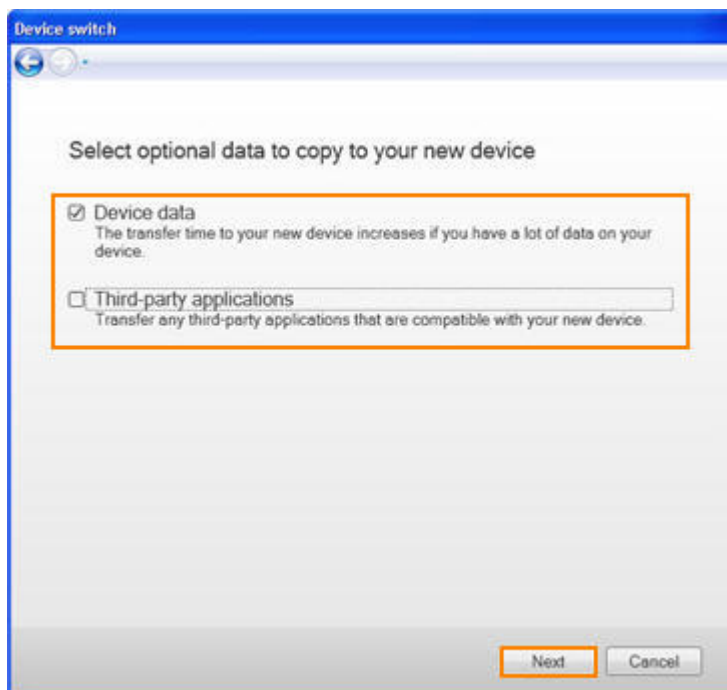 Device switch
Select optional data to copy to your new device
Device data
The transfer time to your new device increases if you have a lot of data on your
device.
Third-party applications
Transfer any third-party applications that are compatible with your new device.
Next
Cancel